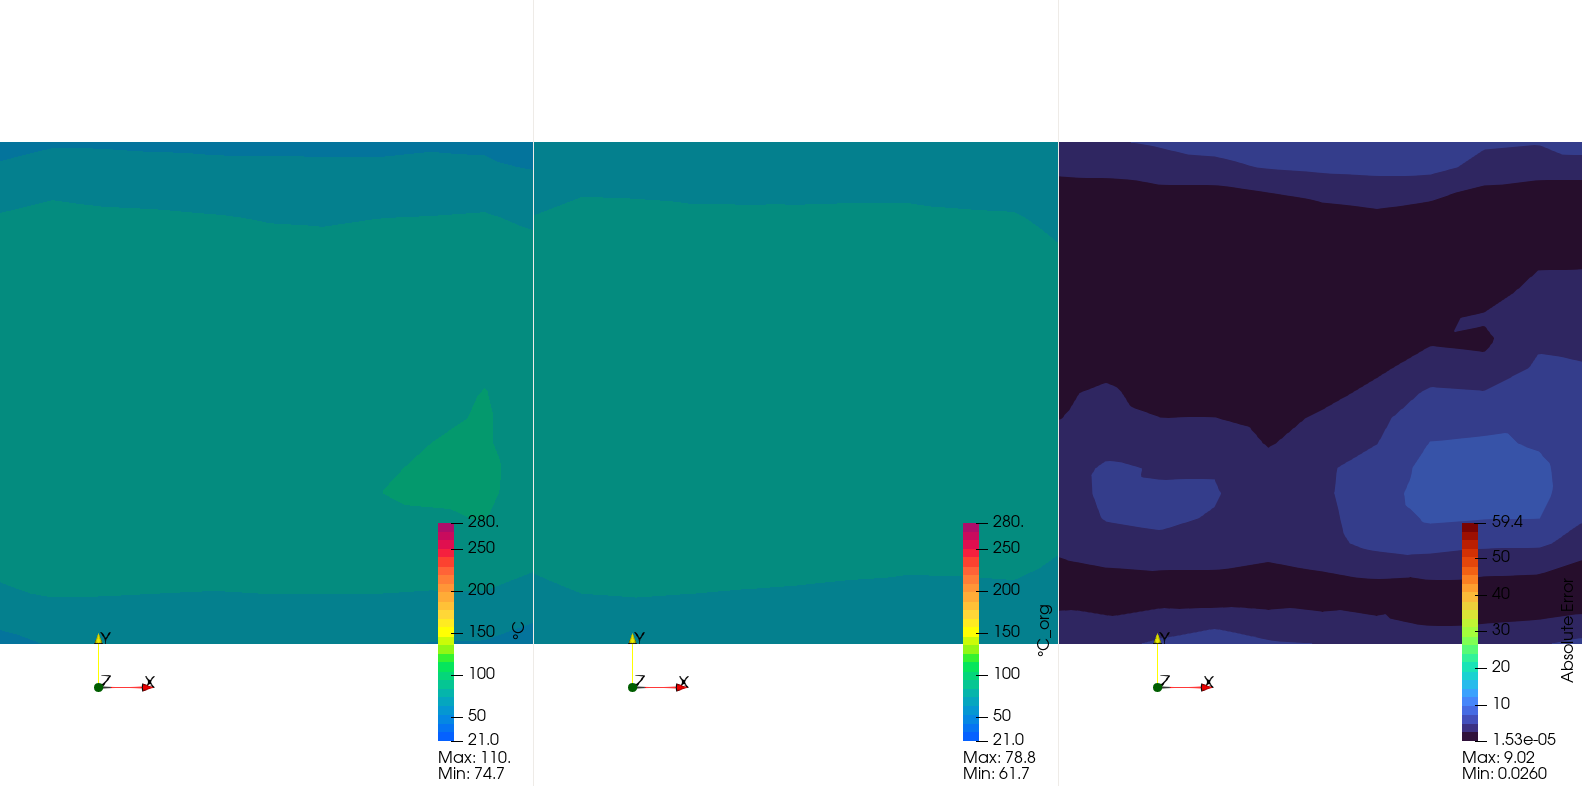 280.
250
200
150
100
50
21.0
°C
Max: 110.
Min: 74.7
Y
Z
X
280.
250
200
150
100
50
21.0
°C_org
Max: 78.8
Min: 61.7
Y
Z
X
59.4
50
40
30
20
10
1.53e-05
Absolute Error
Max: 9.02
Min: 0.0260
Y
Z
X